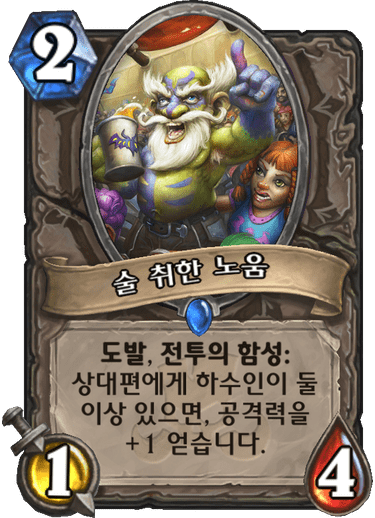 2
술 취한 노움
도발, 전투의 함성:
상대편에게 하수인이 둘
이상 있으면, 공격력을
+1 얻습니다.
1
4